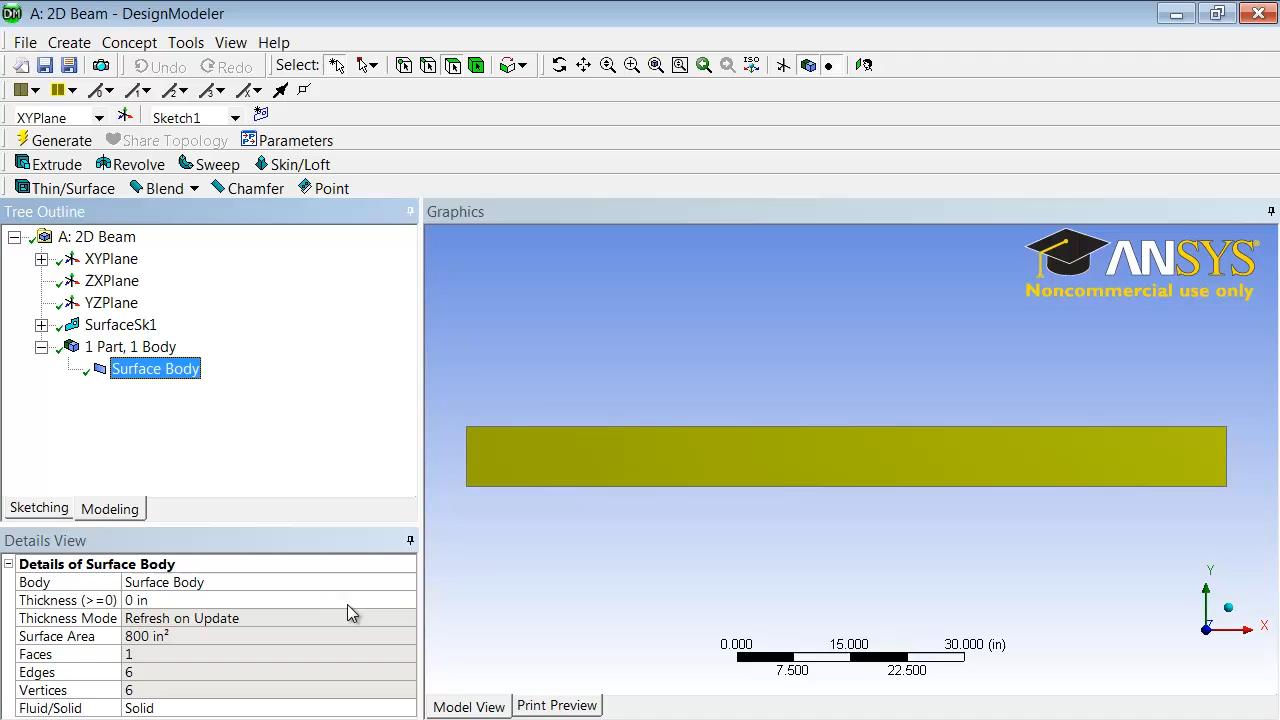 A: 2D Beam - DesignModeler
File Create Concept Tools View Help
Undo Redo Select:
XYPlane Sketch1
Generate Share Topology Parameters
Extrude Revolve Sweep Skin/Loft
Thin/Surface Blend Chamfer Point
Tree Outline
A: 2D Beam
XYPlane
ZXPlane
YZPlane
SurfaceSk1
1 Part, 1 Body
Surface Body
Sketching Modeling
Details View
Details of Surface Body
Body Surface Body
Thickness (>=0) 0 in
Thickness Mode Refresh on Update
Surface Area 800 in²
Faces 1
Edges 6
Vertices 6
Fluid/Solid Solid
Graphics
ANSYS
Noncommercial use only
Y
Z X
0.000 15.000 30.000 (in)
7.500 22.500
Model View Print Preview